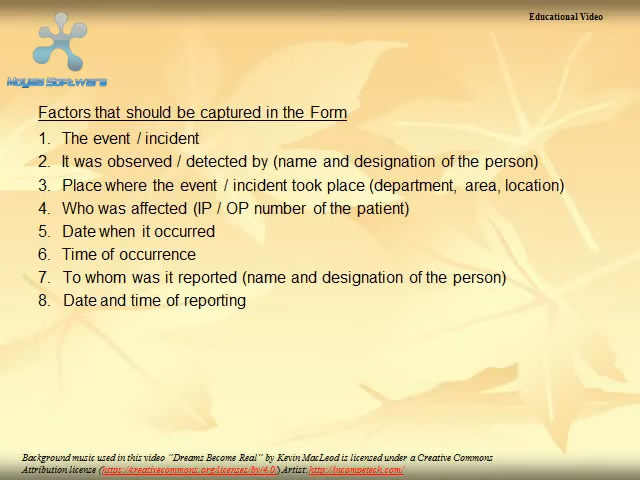 Educational Video
Moyea Software
Factors that should be captured in the Form
1. The event / incident
2. It was observed / detected by (name and designation of the person)
3. Place where the event / incident took place (department, area, location)
4. Who was affected (IP / OP number of the patient)
5. Date when it occurred
6. Time of occurrence
7. To whom was it reported (name and designation of the person)
8. Date and time of reporting
Background music used in this video "Dreams Become Real" by Kevin MacLeod is licensed under a Creative Commons
Attribution license (https://creativecommons.org/licenses/by/4.0/) Artist: http://incompetech.com/